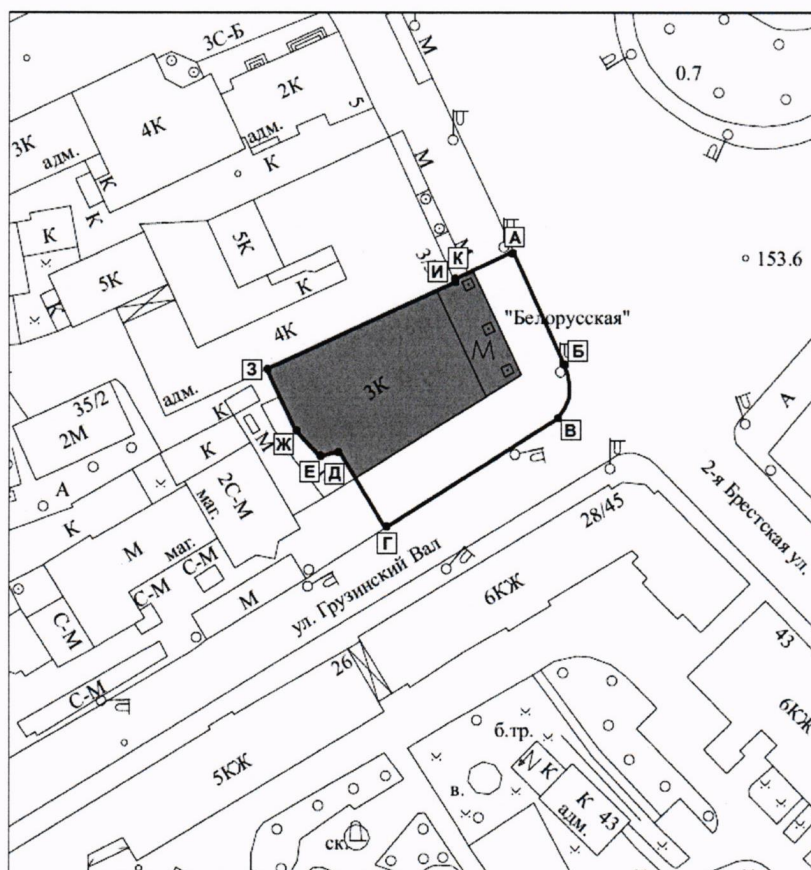 3С-Б
М
2К
5
0.7
4К
3К
адм.
адм.
К
М
К
К
К
5К
А
К
И
153.6
5К
К
"Белорусская"
4К
М
Б
З
3К
адм.
35/2
К
А
2М
М
Ж
В
К
Е
Д
2-я Брестская ул.
А
2С-М
маг.
К
28/45
Г
М
маг.
С-М
С-М
ул. Грузинский Вал
6КЖ
М
С-М
43
26
С-М
6КЖ
б.тр.
5КЖ
К
в.
К
адм.
43
ск.